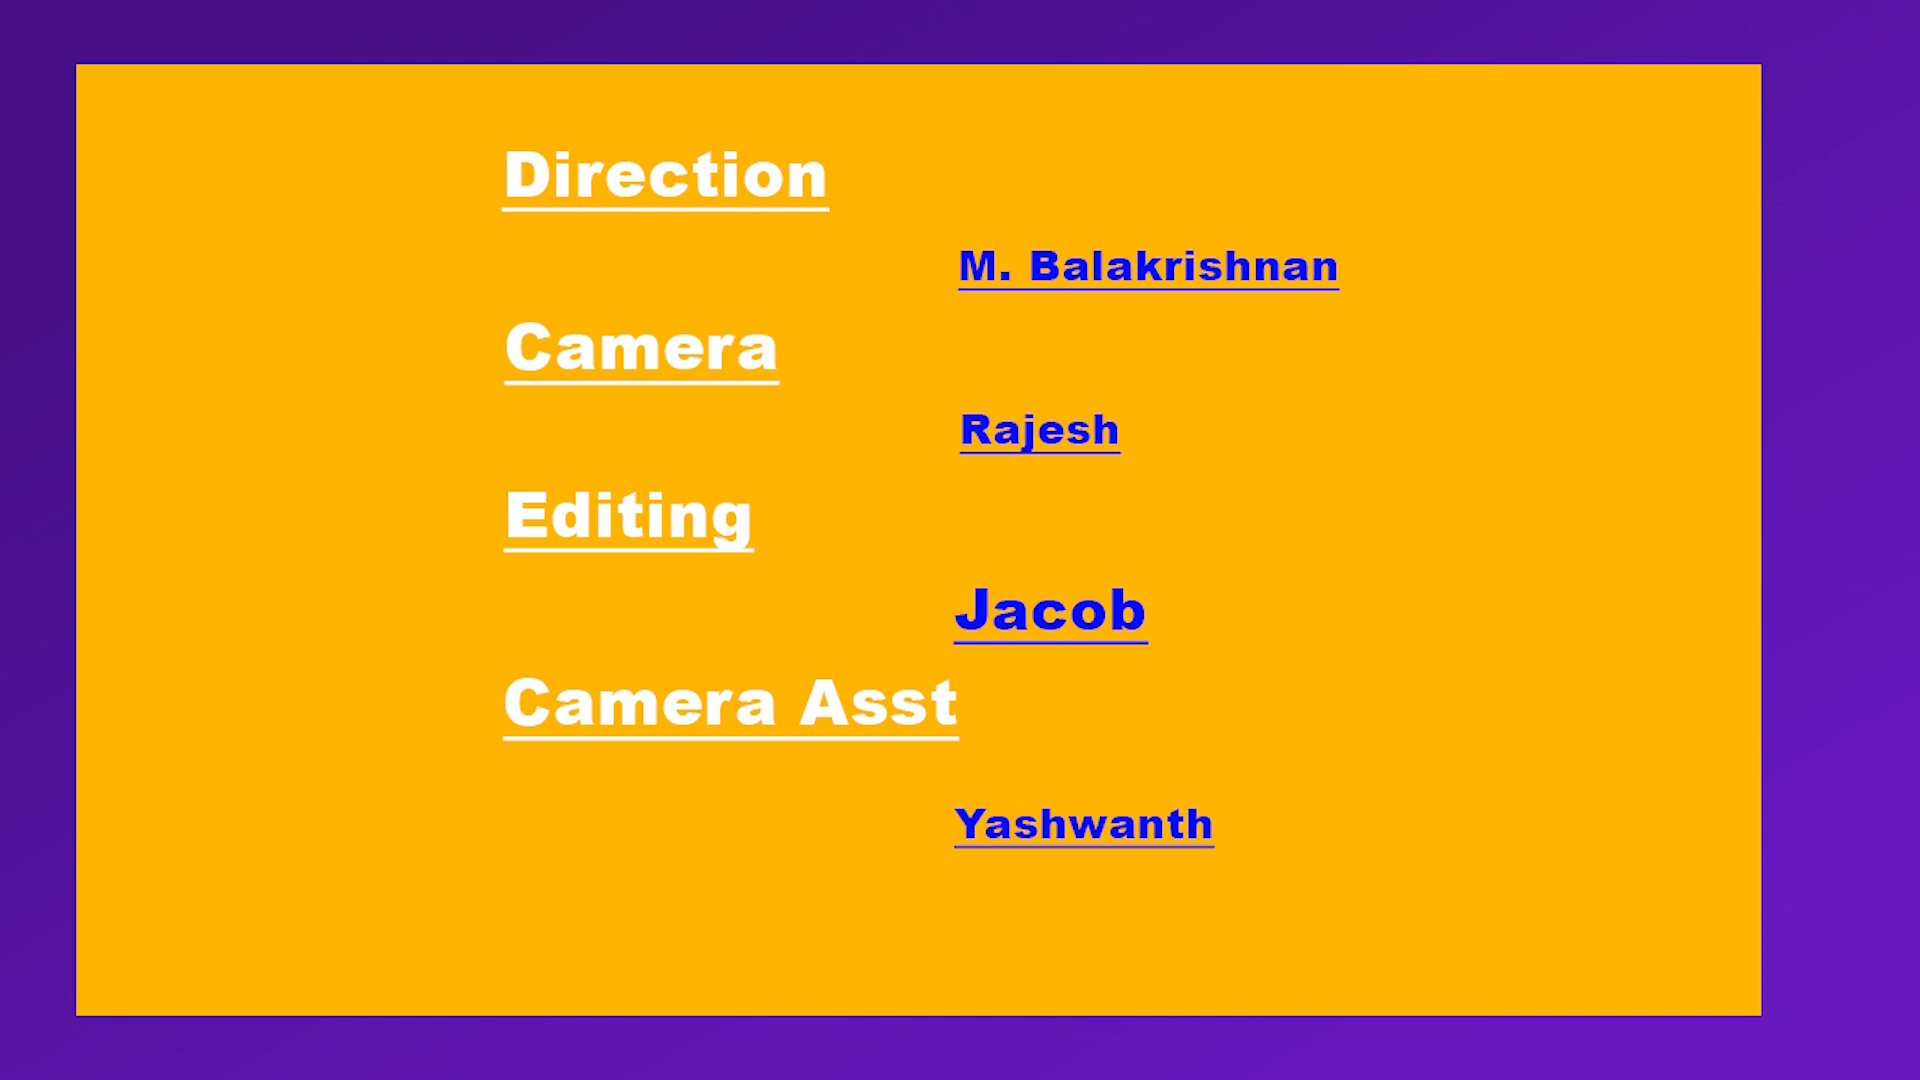 Direction
M. Balakrishnan
Camera
Rajesh
Editing
Jacob
Camera Asst
Yashwanth